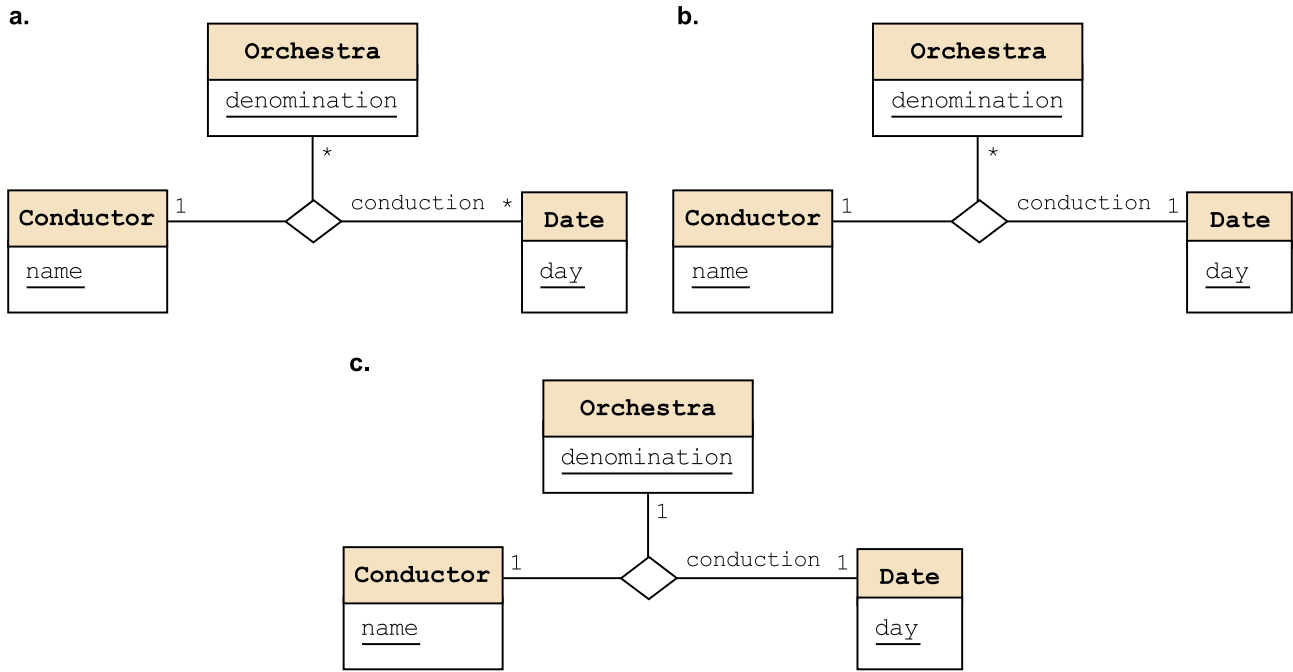 a.
Orchestra
denomination
*
Conductor
1
conduction *
Date
name
day
b.
Orchestra
denomination
*
Conductor
1
conduction 1
Date
name
day
c.
Orchestra
denomination
1
Conductor
1
conduction 1
Date
name
day